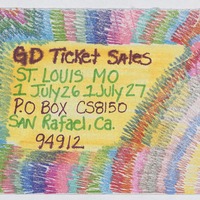 GD Ticket Sales
ST. LOUIS MO
1 July 26 1 July 27
P.O BOX CS8150
SAN Rafael, Ca.
94912